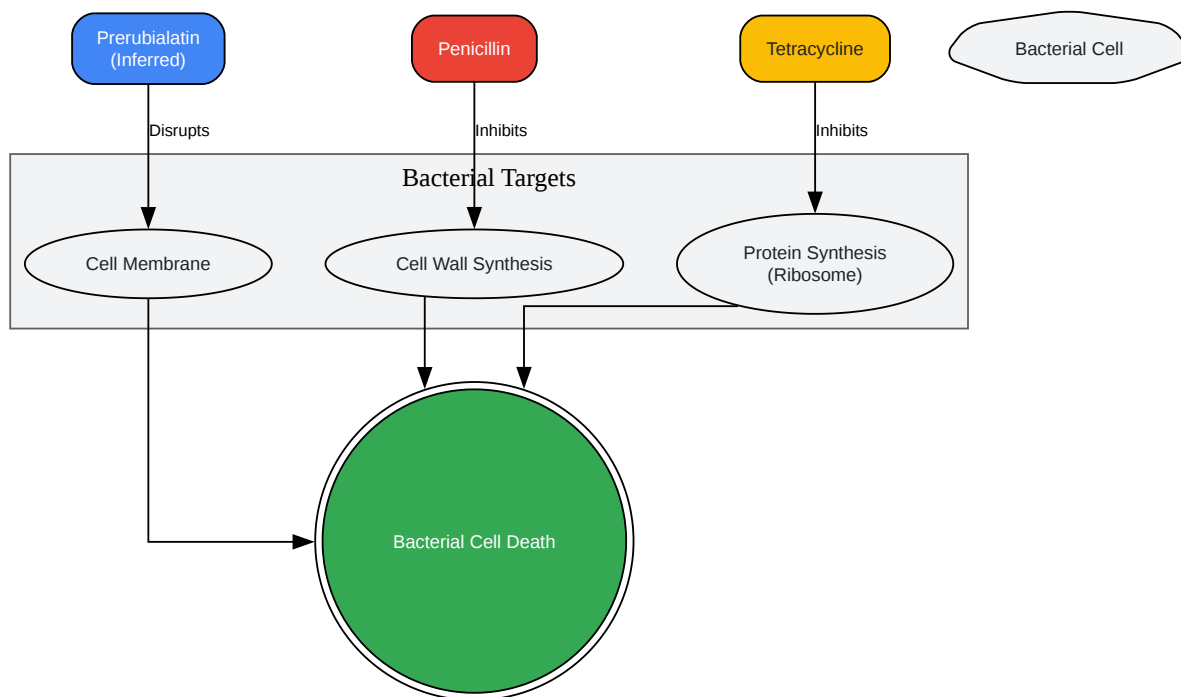 Prerubialatin
(Inferred)
Penicillin
Tetracycline
Bacterial Cell
Disrupts
Inhibits
Inhibits
Bacterial Targets
Cell Membrane
Cell Wall Synthesis
Protein Synthesis
(Ribosome)
Bacterial Cell Death